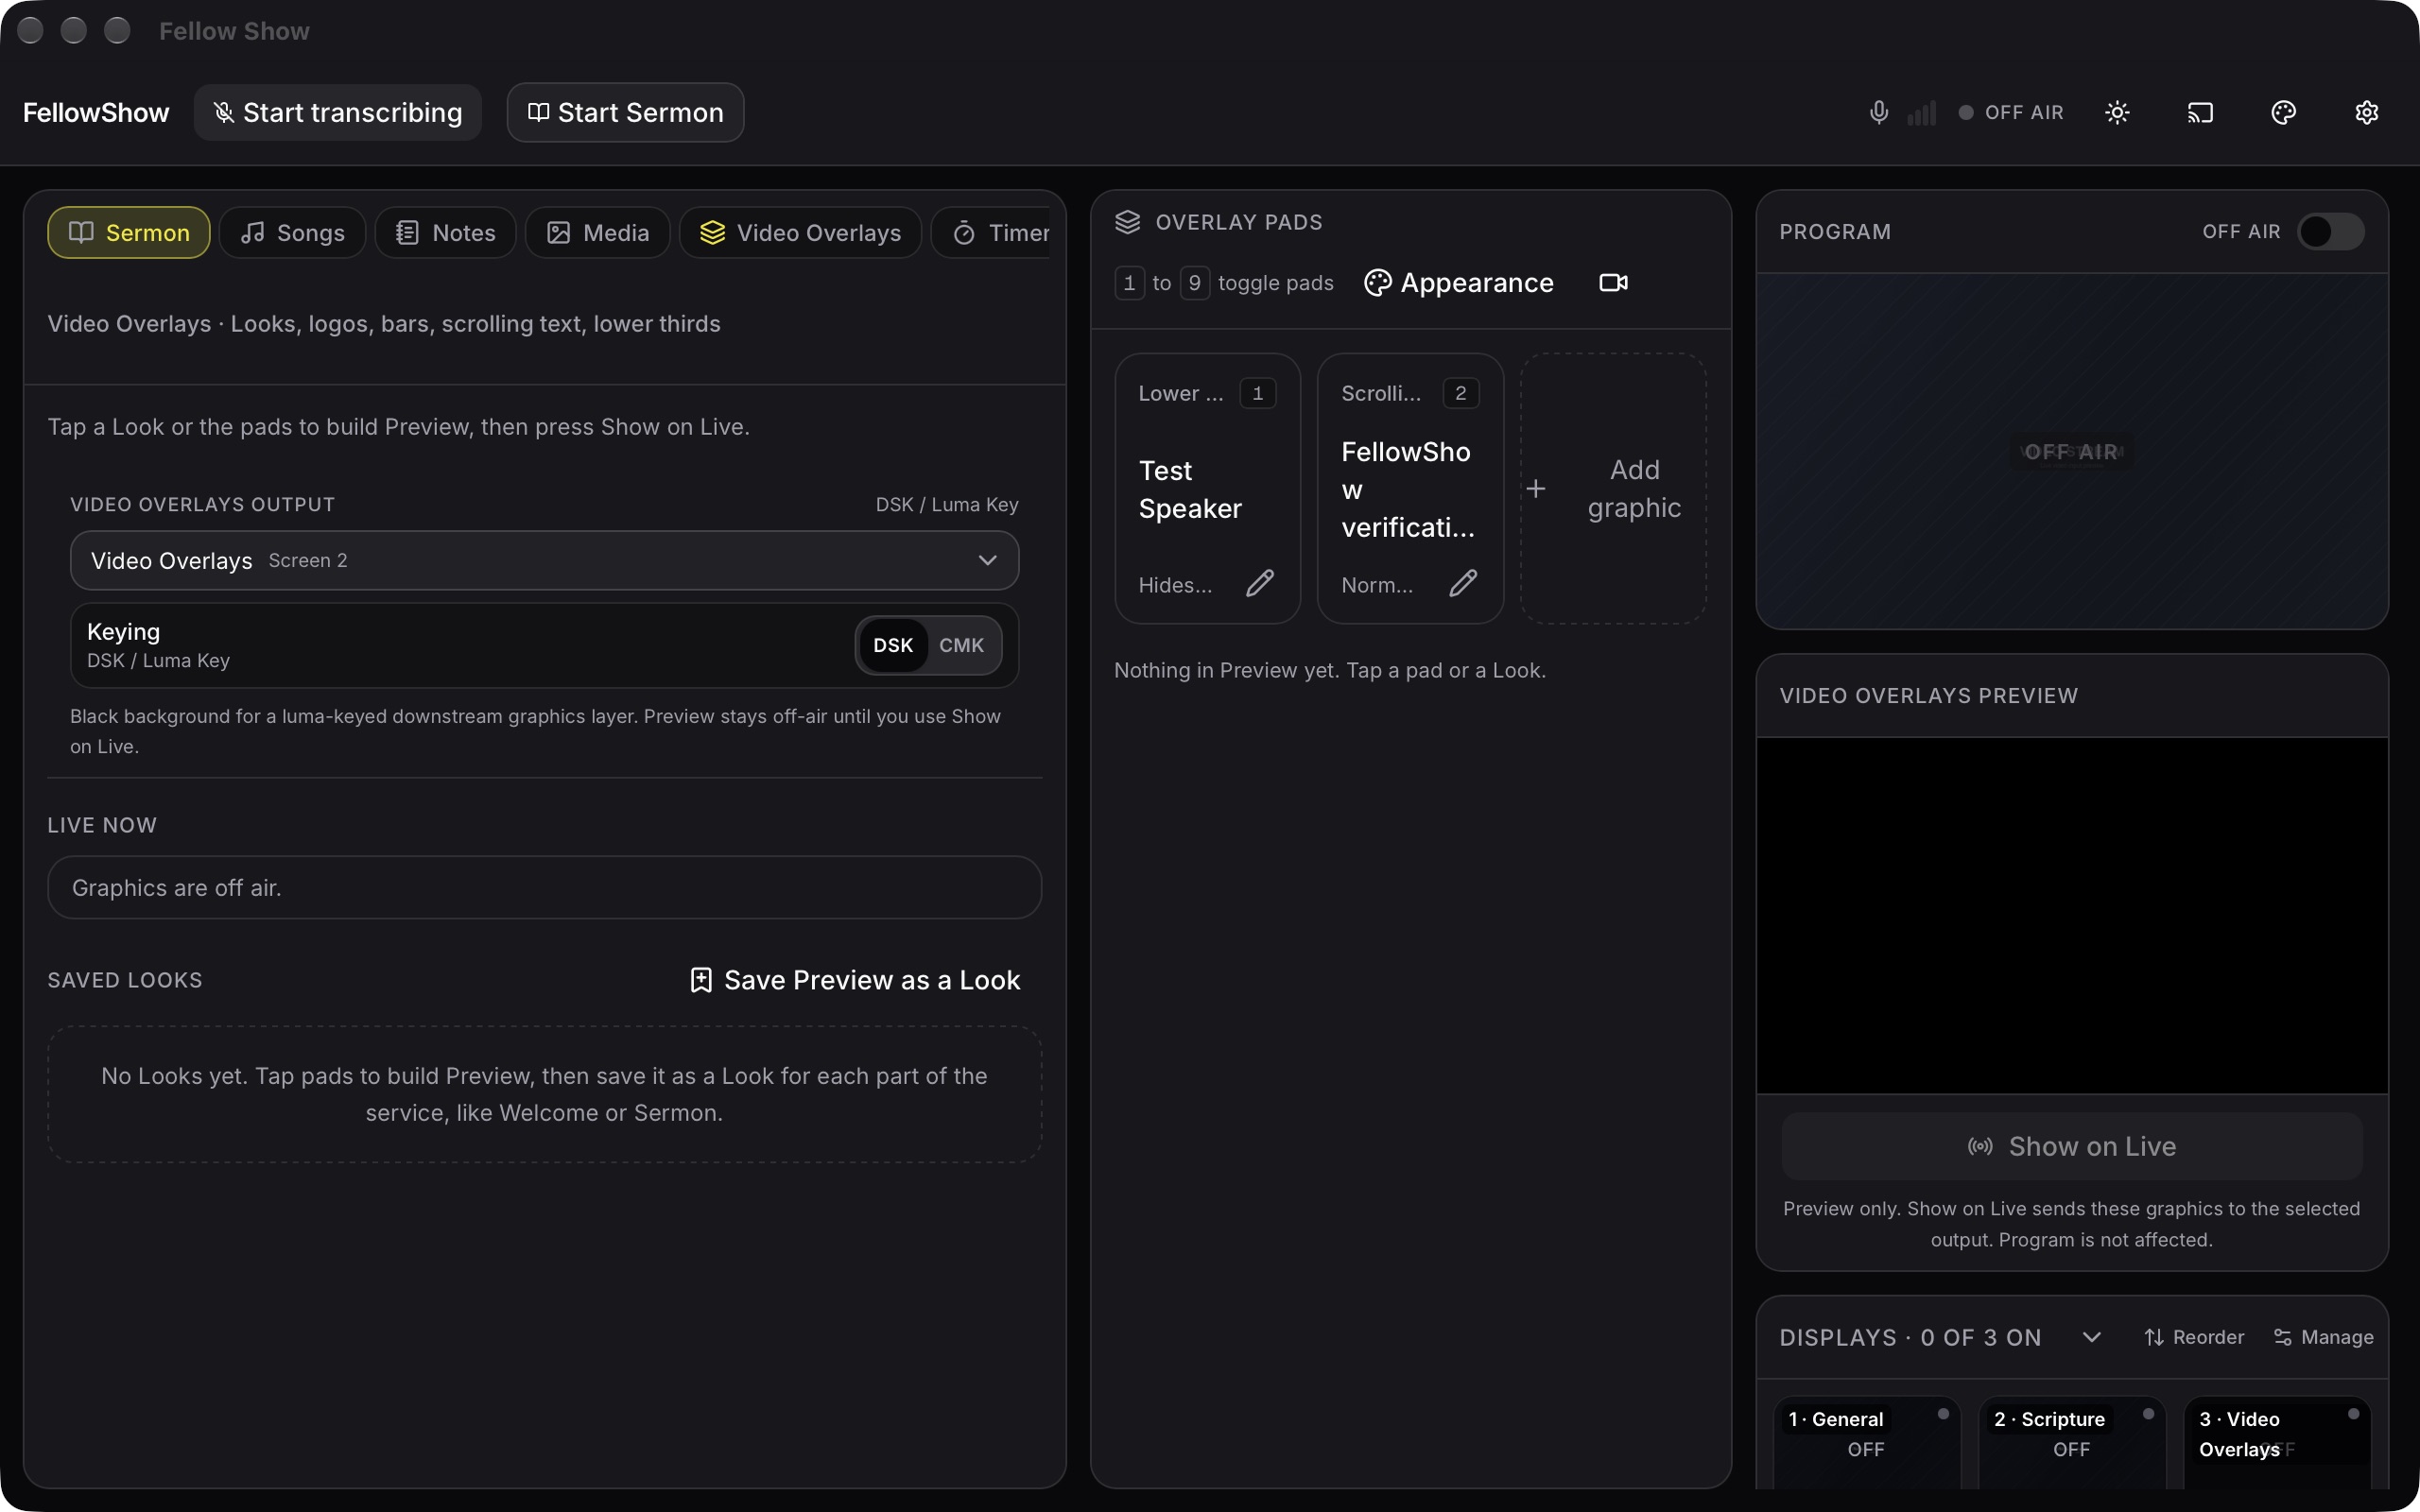 Fellow Show
FellowShow
Start transcribing
Start Sermon
OFF AIR
Sermon
Songs
Notes
Media
Video Overlays
Timer
Video Overlays · Looks, logos, bars, scrolling text, lower thirds
Tap a Look or the pads to build Preview, then press Show on Live.
VIDEO OVERLAYS OUTPUT
DSK / Luma Key
Video Overlays Screen 2
Keying
DSK / Luma Key
DSK
CMK
Black background for a luma-keyed downstream graphics layer. Preview stays off-air until you use Show
on Live.
LIVE NOW
Graphics are off air.
SAVED LOOKS
Save Preview as a Look
No Looks yet. Tap pads to build Preview, then save it as a Look for each part of the
service, like Welcome or Sermon.
OVERLAY PADS
1 to 9 toggle pads
Appearance
Lower ... 1
Test
Speaker
Hides...
Scrolli... 2
FellowSho
w
verificati...
Norm...
Add
graphic
Nothing in Preview yet. Tap a pad or a Look.
PROGRAM
OFF AIR
OFF AIR
VIDEO OVERLAYS PREVIEW
Show on Live
Preview only. Show on Live sends these graphics to the selected
output. Program is not affected.
DISPLAYS · 0 OF 3 ON
Reorder
Manage
1 · General
OFF
2 · Scripture
OFF
3 · Video
Overlays
OFF